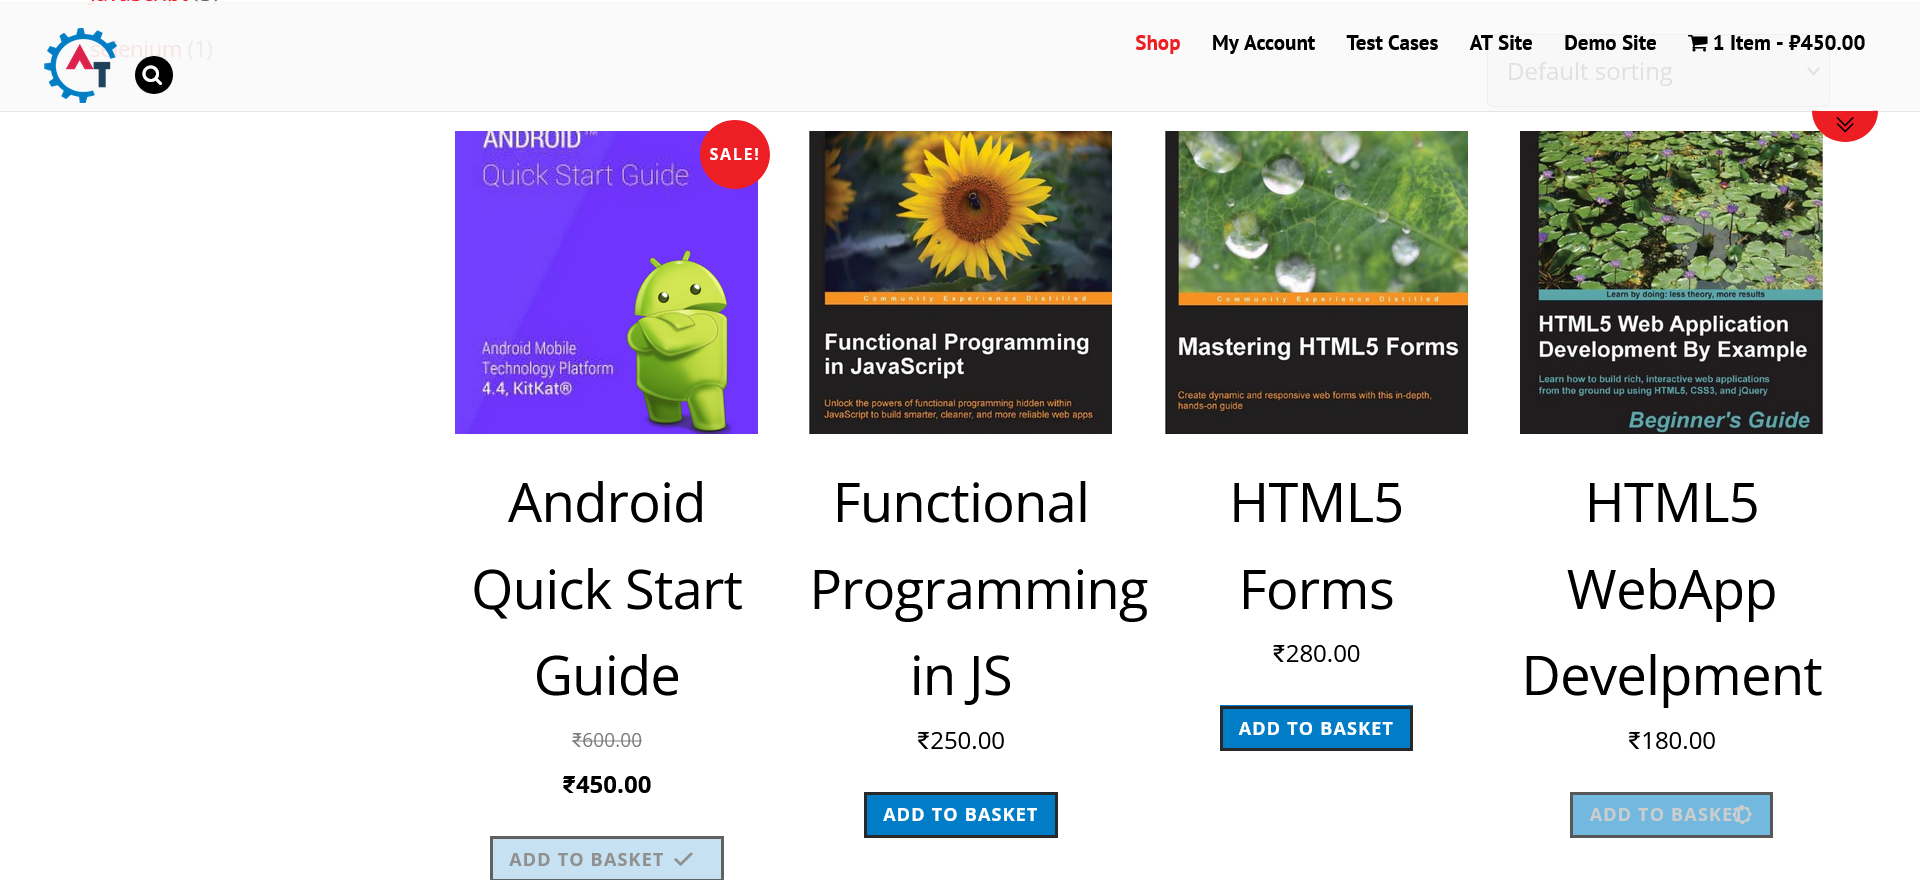 selenium (1)
AT
Shop
My Account
Test Cases
AT Site
Demo Site
1 Item - ₹450.00
Default sorting
ANDROID™
Quick Start Guide
SALE!
Android Mobile
Technology Platform
4.4, KitKat®
Community Experience Distilled
Functional Programming
in JavaScript
Unlock the powers of functional programming hidden within
JavaScript to build smarter, cleaner, and more reliable web apps
Community Experience Distilled
Mastering HTML5 Forms
Create dynamic and responsive web forms with this in-depth,
hands-on guide
Learn by doing: less theory, more results
HTML5 Web Application
Development By Example
Learn how to build rich, interactive web applications
from the ground up using HTML5, CSS3, and jQuery
Beginner's Guide
Android
Quick Start
Guide
₹600.00
₹450.00
ADD TO BASKET
Functional
Programming
in JS
₹250.00
ADD TO BASKET
HTML5
Forms
₹280.00
ADD TO BASKET
HTML5
WebApp
Develpment
₹180.00
ADD TO BASKET